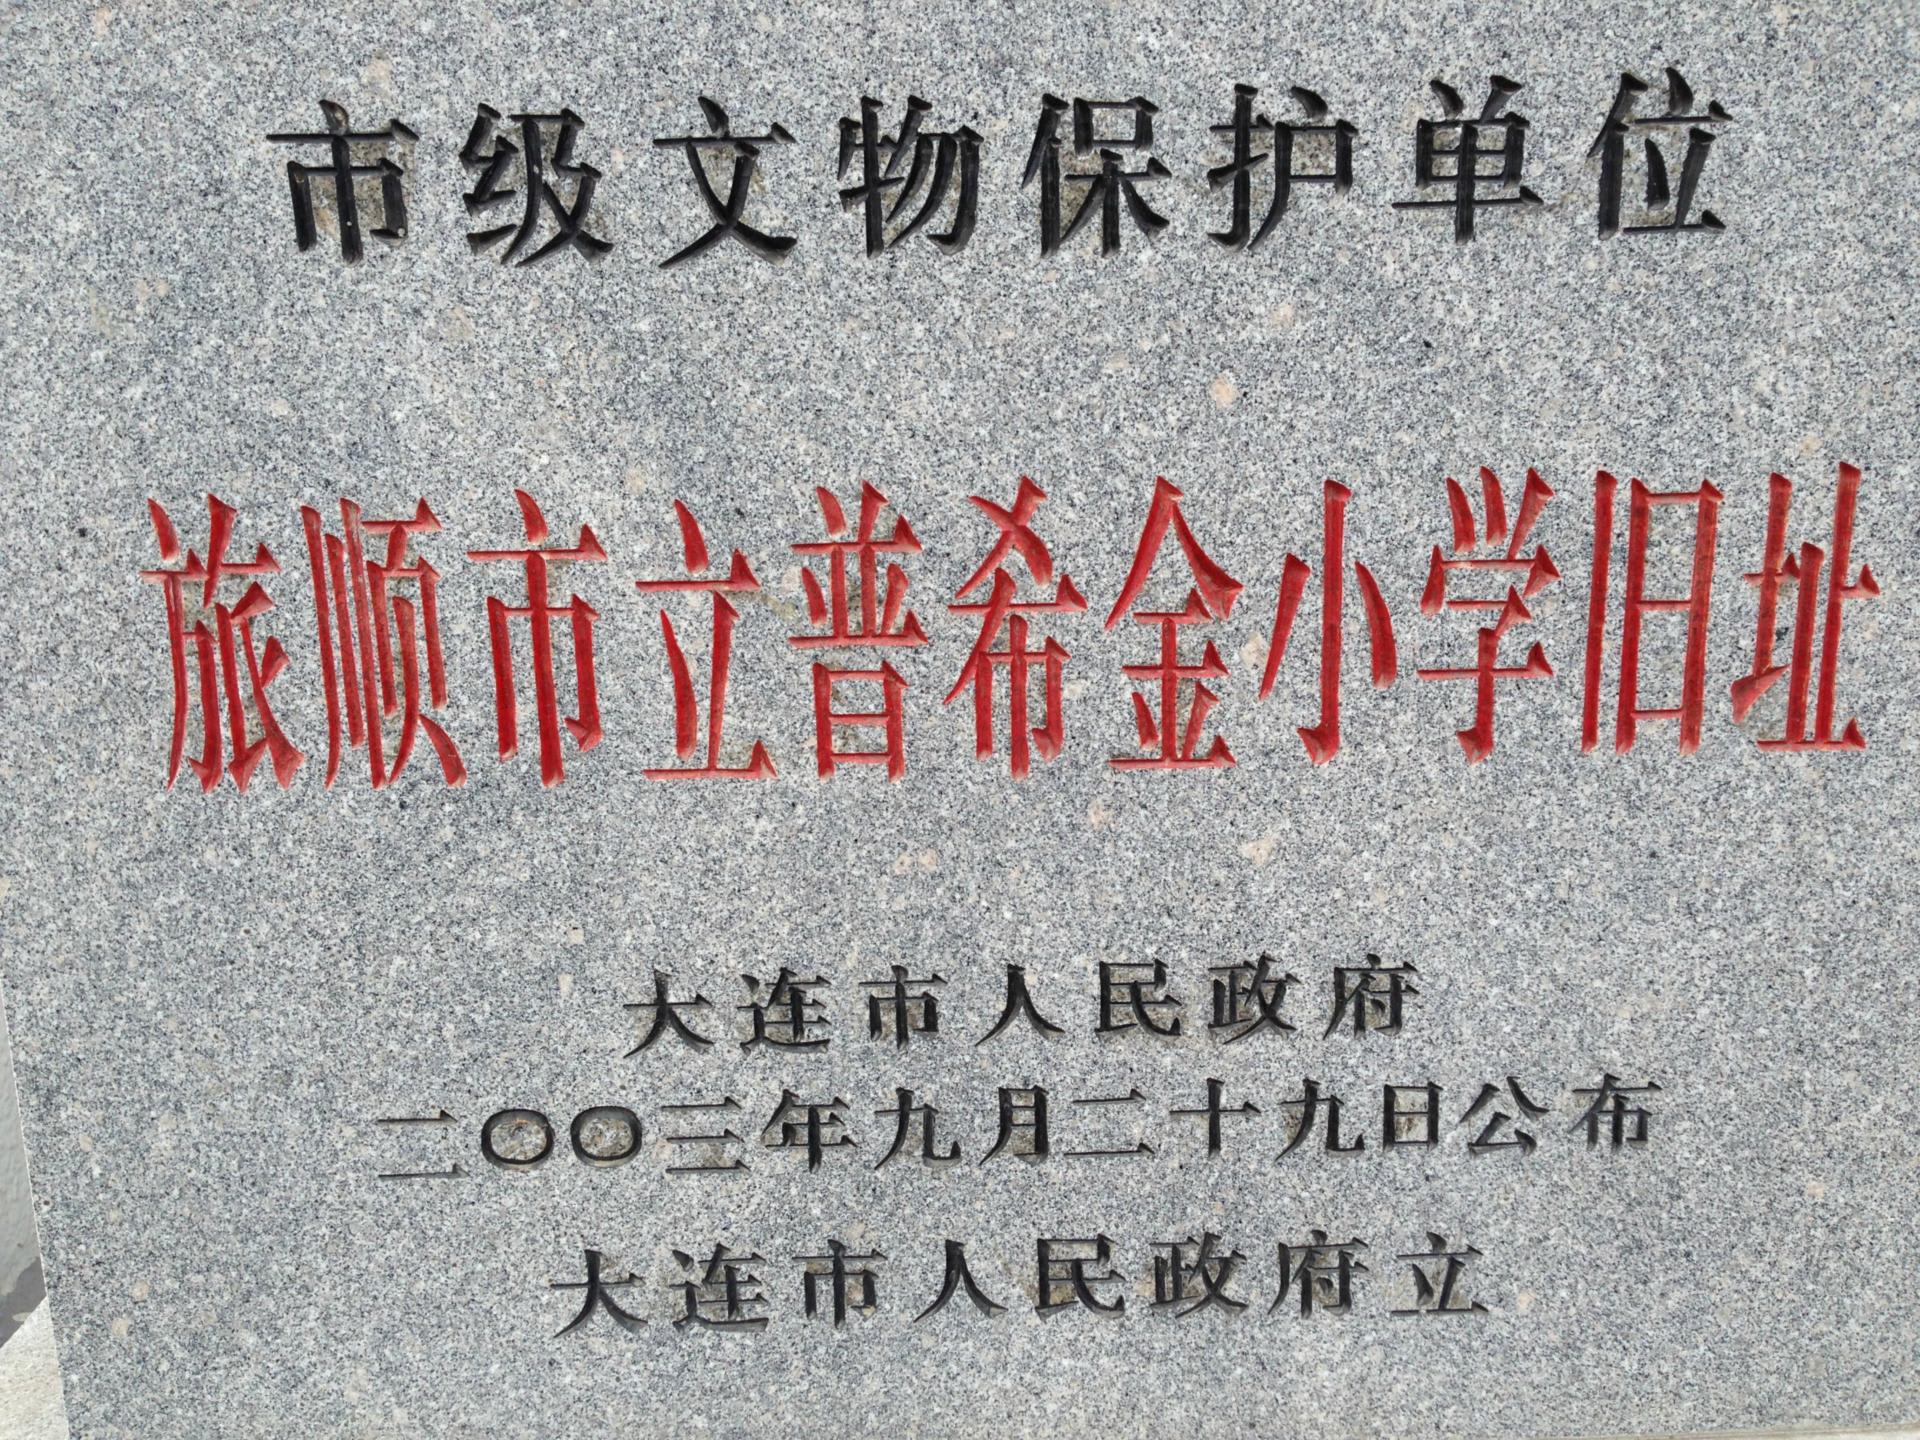 市级文物保护单位
旅顺市立普希金小学旧址
大连市人民政府
二〇〇三年九月二十九日公布
大连市人民政府立